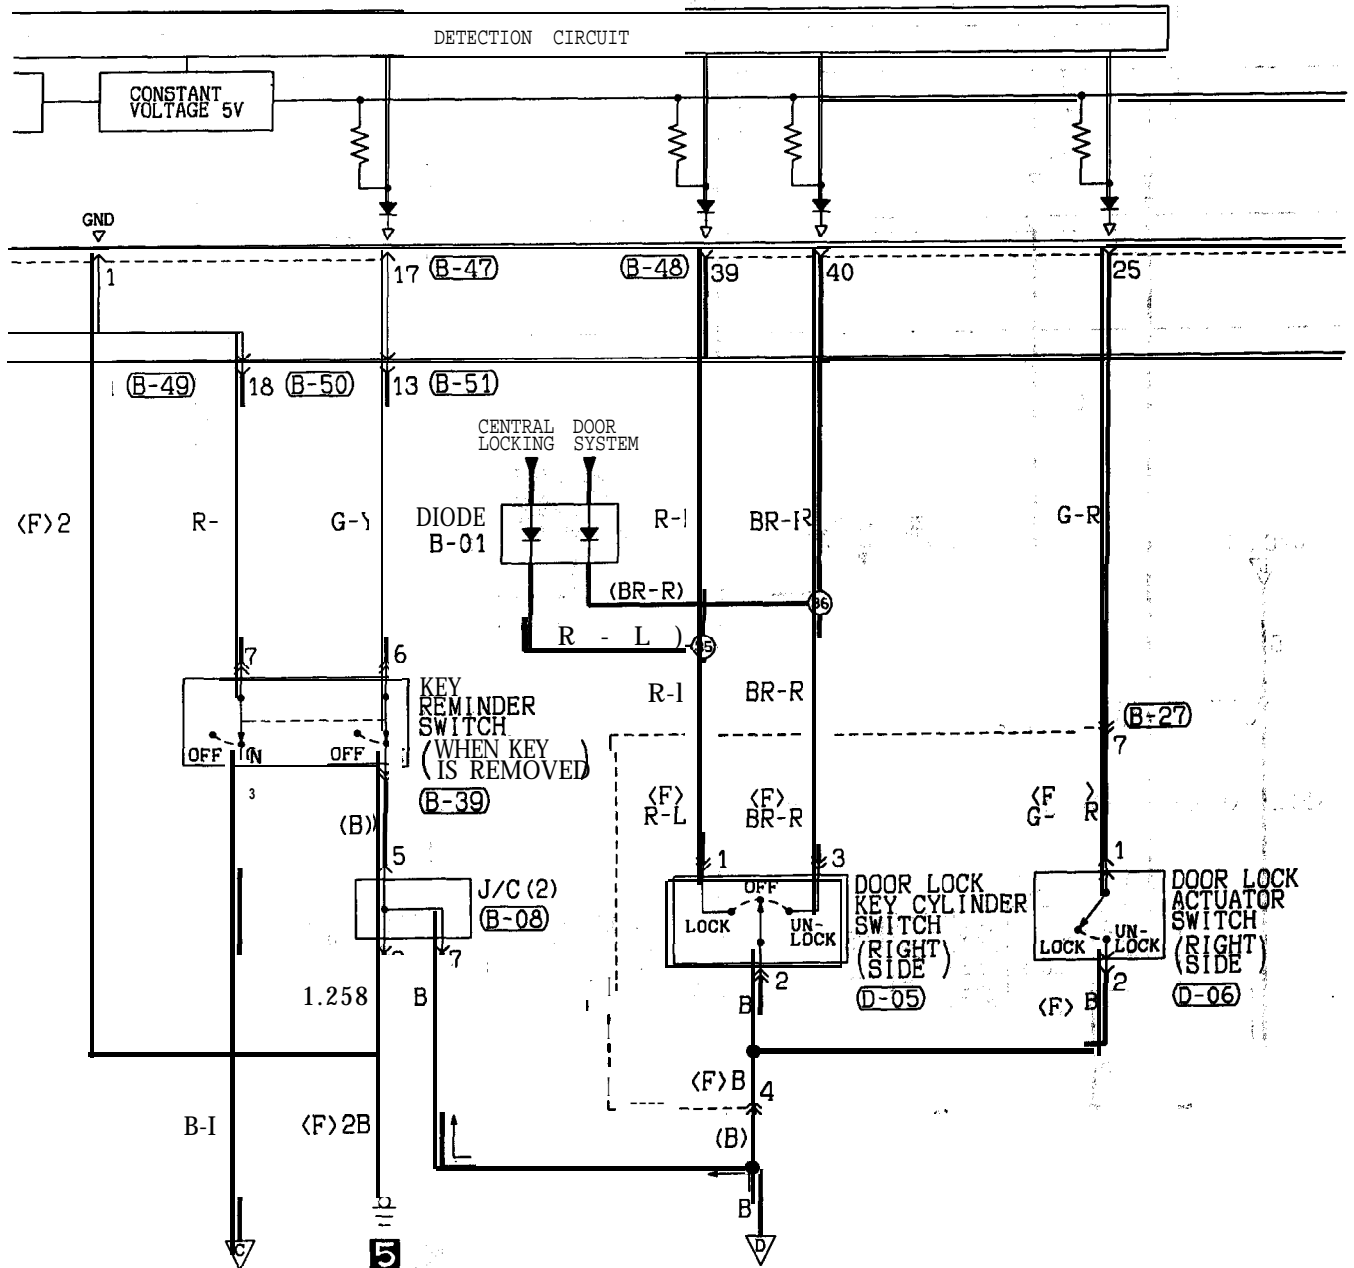 DETECTION CIRCUIT
CONSTANT
VOLTAGE 5V
GND
1
17 (B-47)
(B-48) 39
40
25
(B-49) 18 (B-50) 13 (B-51)
CENTRAL DOOR
LOCKING SYSTEM
<F>2
R-
G-Y
DIODE
B-01
R-
BR-R
G-R
(BR-R)
36
R - L )
35
7
6
KEY
REMINDER
SWITCH
(WHEN KEY
IS REMOVED)
(B-39)
OFF
OFF
R-
BR-R
(B-27)
7
3
(B)
5
<F>
R-L
<F>
BR-R
<F >
G- R
J/C(2)
(B-08)
7
1
3
OFF
LOCK
UN-
LOCK
DOOR LOCK
KEY CYLINDER
SWITCH
(RIGHT
SIDE)
(D-05)
1
LOCK
UN-
LOCK
DOOR LOCK
ACTUATOR
SWITCH
(RIGHT
SIDE)
(D-06)
1.258
B
2
B
2
<F> B
<F>B
4
B-I
<F>2B
(B)
B
C
5
D